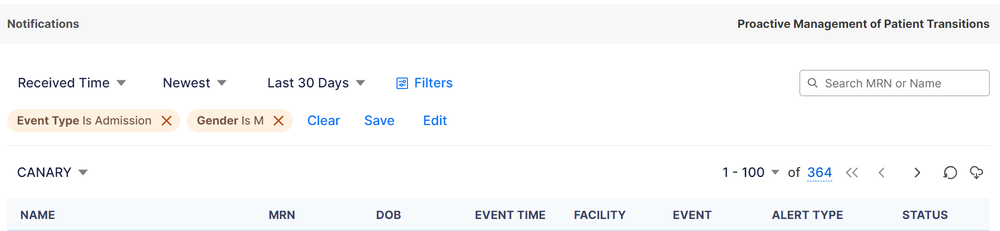 Notifications Proactive Management of Patient Transitions
Received Time Newest Last 30 Days Filters Search MRN or Name
Event Type Is Admission Gender Is M Clear Save Edit
CANARY 1 - 100 of 364
NAME MRN DOB EVENT TIME FACILITY EVENT ALERT TYPE STATUS